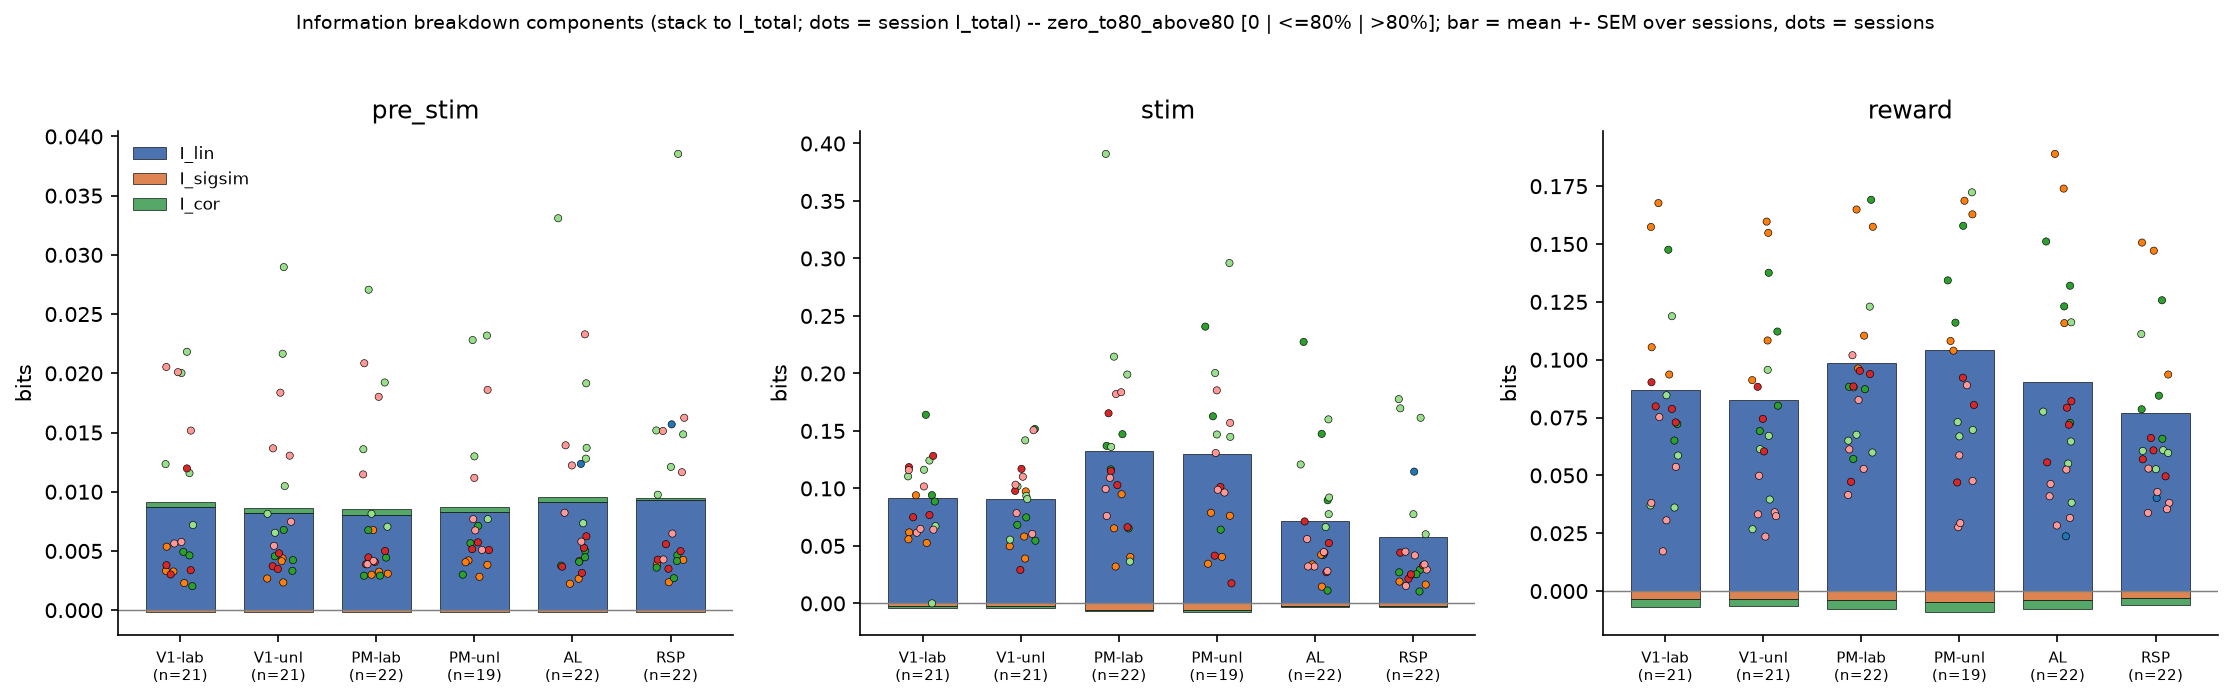 Information breakdown components (stack to I_total; dots = session I_total) -- zero_to80_above80 [0 | <=80% | >80%]; bar = mean +- SEM over sessions, dots = sessions
pre_stim
bits
0.040
0.035
0.030
0.025
0.020
0.015
0.010
0.005
0.000
I_lin
I_sigsim
I_cor
V1-lab
(n=21)
V1-unl
(n=21)
PM-lab
(n=22)
PM-unl
(n=19)
AL
(n=22)
RSP
(n=22)
stim
bits
0.40
0.35
0.30
0.25
0.20
0.15
0.10
0.05
0.00
V1-lab
(n=21)
V1-unl
(n=21)
PM-lab
(n=22)
PM-unl
(n=19)
AL
(n=22)
RSP
(n=22)
reward
bits
0.175
0.150
0.125
0.100
0.075
0.050
0.025
0.000
V1-lab
(n=21)
V1-unl
(n=21)
PM-lab
(n=22)
PM-unl
(n=19)
AL
(n=22)
RSP
(n=22)